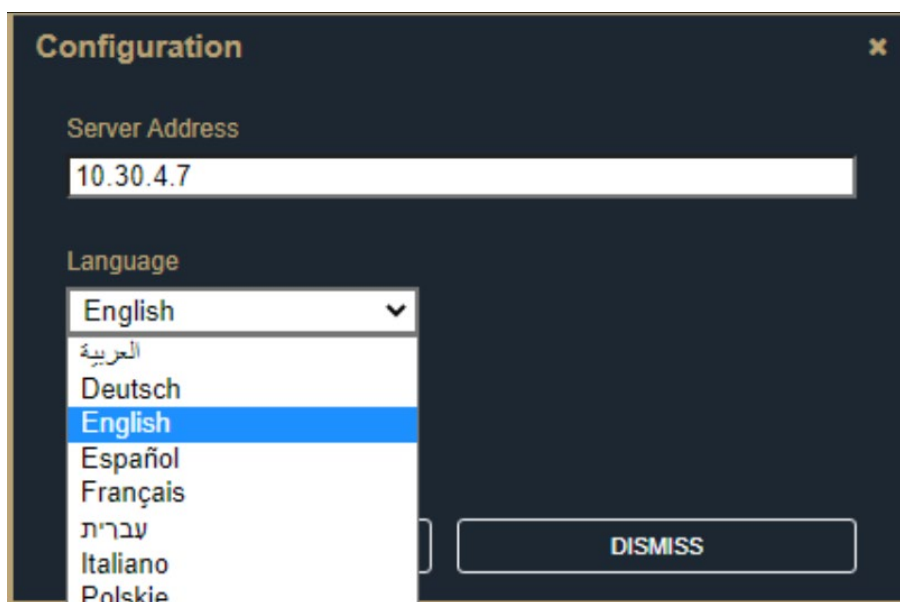 Configuration
Server Address
10.30.4.7
Language
English
العربية
Deutsch
English
Español
Français
עברית
Italiano
Polskie
DISMISS